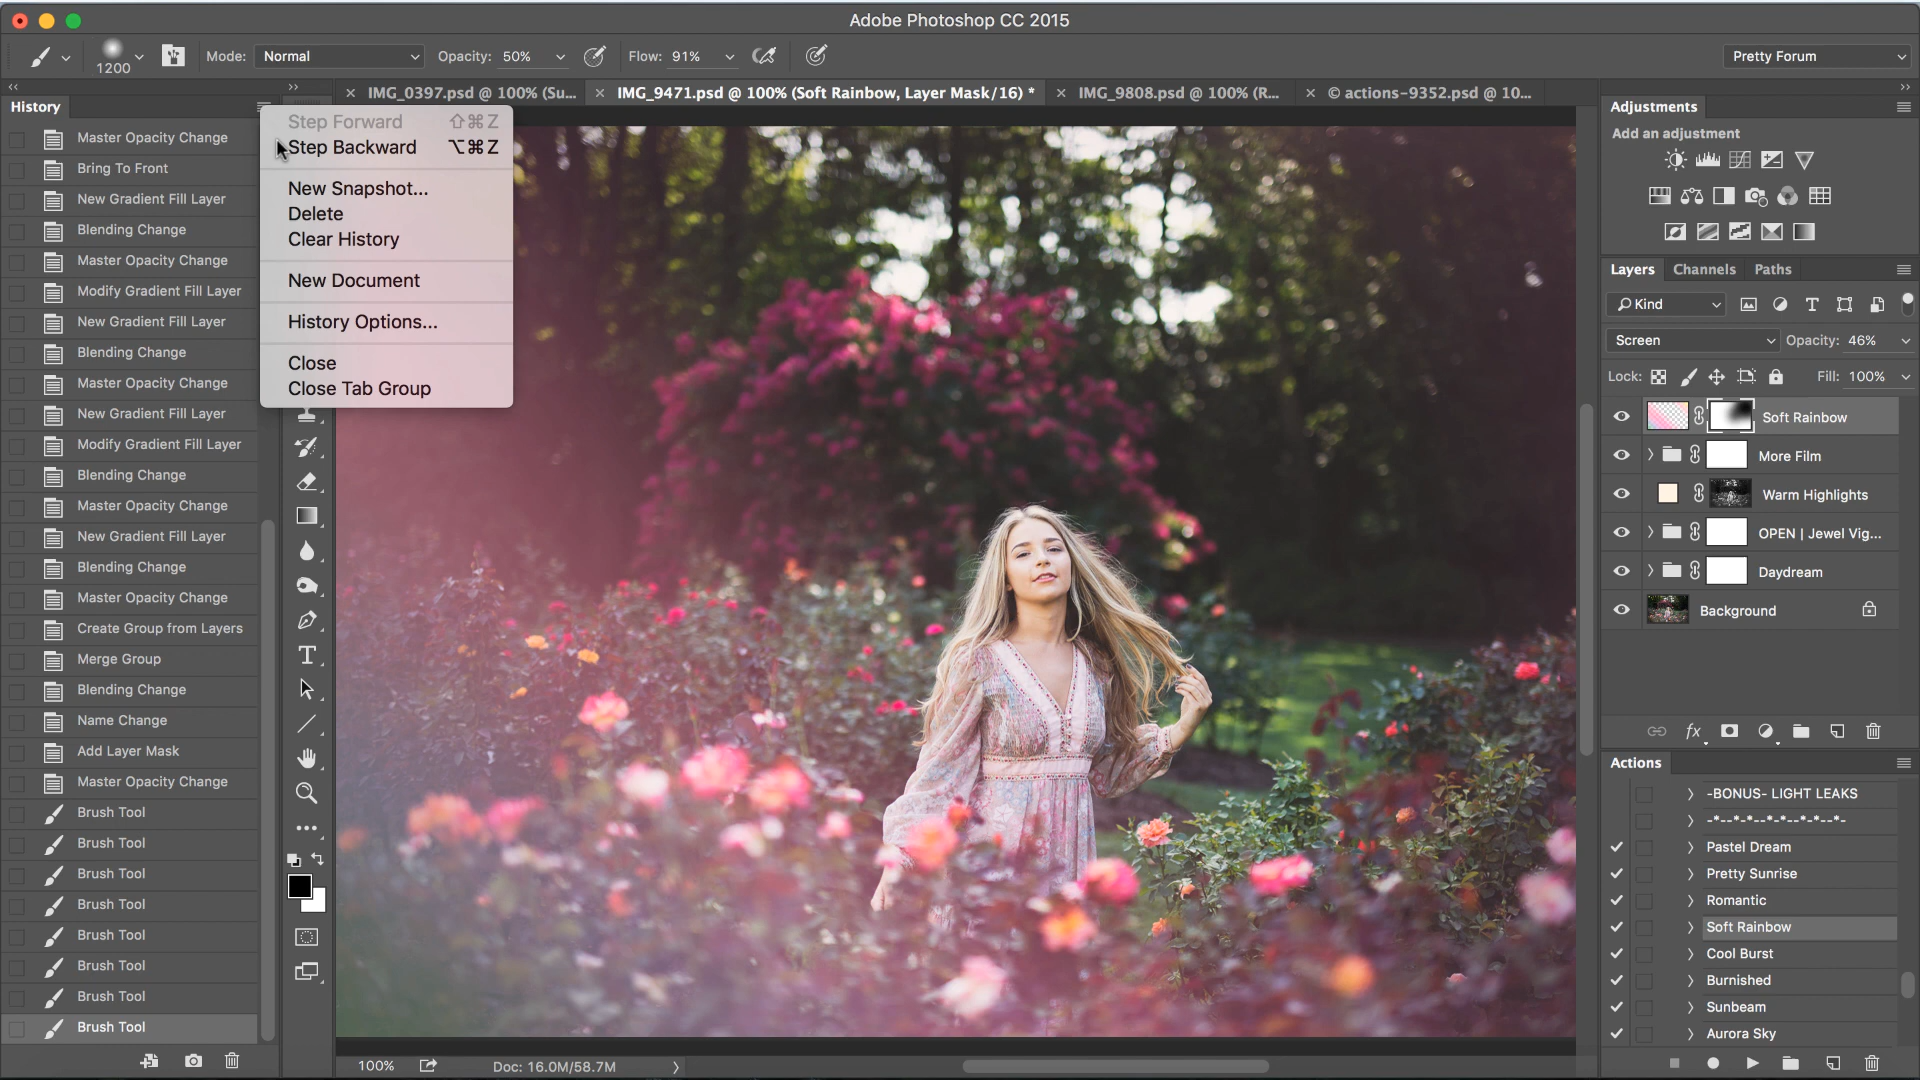 Adobe Photoshop CC 2015
1200
Mode: Normal
Opacity: 50%
Flow: 91%
Pretty Forum
History
IMG_0397.psd @ 100% (Su...
IMG_9471.psd @ 100% (Soft Rainbow, Layer Mask/16) *
IMG_9808.psd @ 100% (R...
© actions-9352.psd @ 10...
Master Opacity Change
Bring To Front
New Gradient Fill Layer
Blending Change
Master Opacity Change
Modify Gradient Fill Layer
New Gradient Fill Layer
Blending Change
Master Opacity Change
New Gradient Fill Layer
Modify Gradient Fill Layer
Blending Change
Master Opacity Change
New Gradient Fill Layer
Blending Change
Master Opacity Change
Create Group from Layers
Merge Group
Blending Change
Name Change
Add Layer Mask
Master Opacity Change
Brush Tool
Brush Tool
Brush Tool
Brush Tool
Brush Tool
Brush Tool
Brush Tool
Brush Tool
Step Forward ⇧⌘Z
Step Backward ⌥⌘Z
New Snapshot...
Delete
Clear History
New Document
History Options...
Close
Close Tab Group
100%
Doc: 16.0M/58.7M
Adjustments
Add an adjustment
Layers Channels Paths
Kind
Screen
Opacity: 46%
Lock:
Fill: 100%
Soft Rainbow
More Film
Warm Highlights
OPEN | Jewel Vig...
Daydream
Background
fx
Actions
-BONUS- LIGHT LEAKS
-*--*-*--*-*--*-*--*-
Pastel Dream
Pretty Sunrise
Romantic
Soft Rainbow
Cool Burst
Burnished
Sunbeam
Aurora Sky